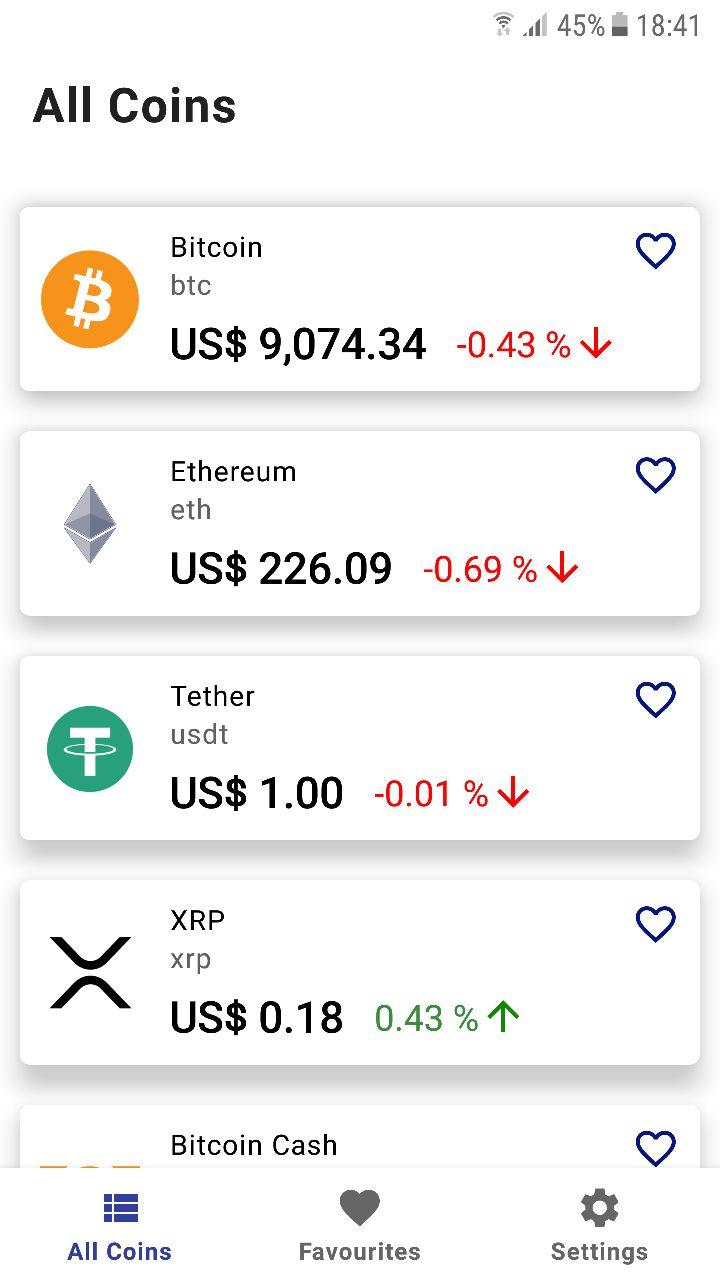 45% 18:41
All Coins
Bitcoin
btc
US$ 9,074.34 -0.43 %
Ethereum
eth
US$ 226.09 -0.69 %
Tether
usdt
US$ 1.00 -0.01 %
XRP
xrp
US$ 0.18 0.43 %
Bitcoin Cash
All Coins Favourites Settings